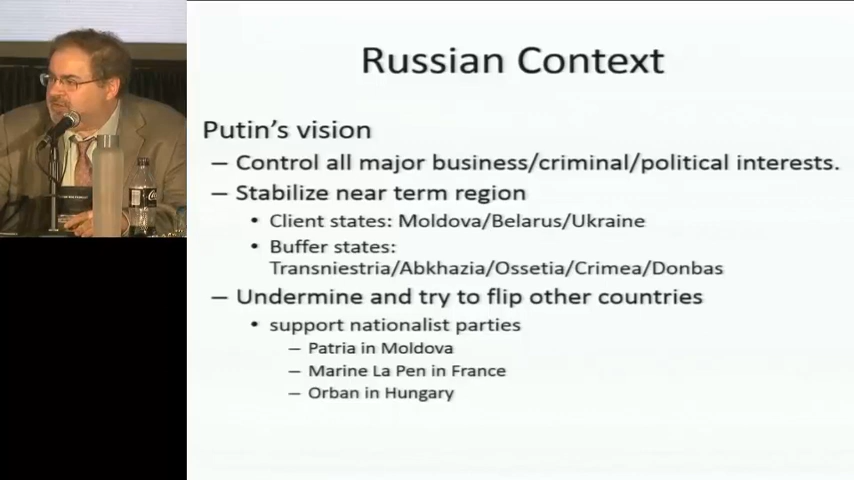 Russian Context
Putin's vision
– Control all major business/criminal/political interests.
– Stabilize near term region
• Client states: Moldova/Belarus/Ukraine
• Buffer states:
Transniestria/Abkhazia/Ossetia/Crimea/Donbas
– Undermine and try to flip other countries
• support nationalist parties
– Patria in Moldova
– Marine La Pen in France
– Orban in Hungary